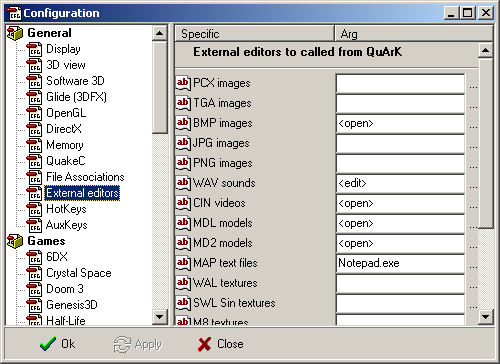 Configuration
General
Display
3D view
Software 3D
Glide (3DFX)
OpenGL
DirectX
Memory
QuakeC
File Associations
External editors
HotKeys
AuxKeys
Games
6DX
Crystal Space
Doom 3
Genesis3D
Half-Life
Specific Arg
External editors to called from QuArK
PCX images ...
TGA images ...
BMP images <open> ...
JPG images ...
PNG images ...
WAV sounds <edit> ...
CIN videos <open> ...
MDL models <open> ...
MD2 models <open> ...
MAP text files Notepad.exe ...
WAL textures ...
SWL Sin textures ...
M8 textures ...
Ok Apply Close